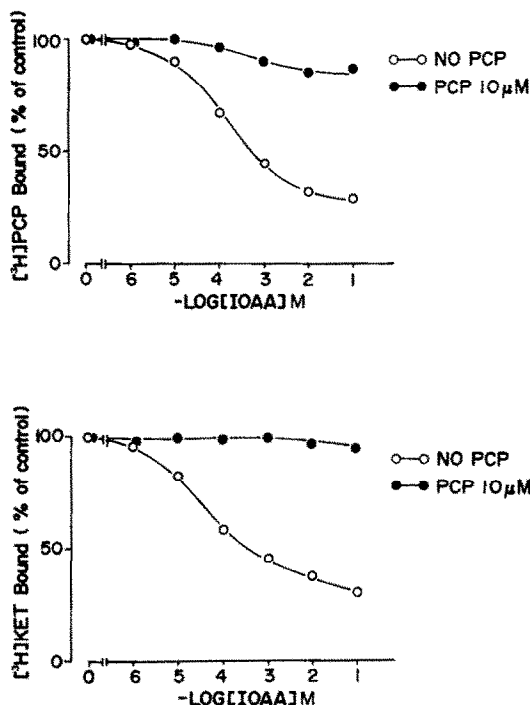 100
50
0
[³H]PCP Bound (% of control)
0 6 5 4 3 2 1
-LOG[IOAA]M
NO PCP
PCP 10µM
100
50
0
[³H]KET Bound (% of control)
0 6 5 4 3 2 1
-LOG[IOAA]M
NO PCP
PCP 10µM